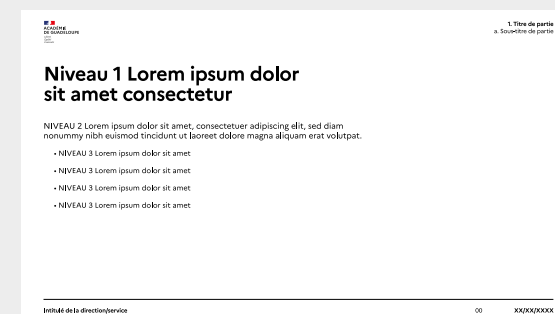 ACADÉMIE
DE GUADELOUPE
1. Titre de partie
a. Sous-titre de partie
Niveau 1 Lorem ipsum dolor
sit amet consectetur
NIVEAU 2 Lorem ipsum dolor sit amet, consectetuer adipiscing elit, sed diam
nonummy nibh euismod tincidunt ut laoreet dolore magna aliquam erat volutpat.
• NIVEAU 3 Lorem ipsum dolor sit amet
• NIVEAU 3 Lorem ipsum dolor sit amet
• NIVEAU 3 Lorem ipsum dolor sit amet
• NIVEAU 3 Lorem ipsum dolor sit amet
Intitulé de la direction/service
00
XX/XX/XXXX